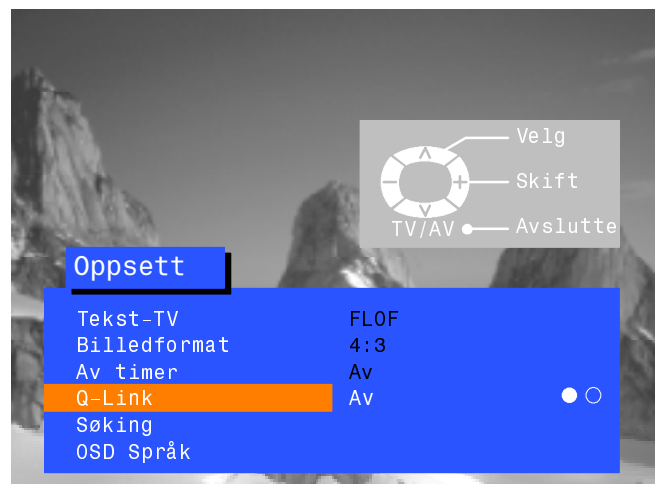 Velg
Skift
TV/AV Avslutte
Oppsett
Tekst-TV FLOF
Billedformat 4:3
Av timer Av
Q-Link Av
Søking
OSD Språk